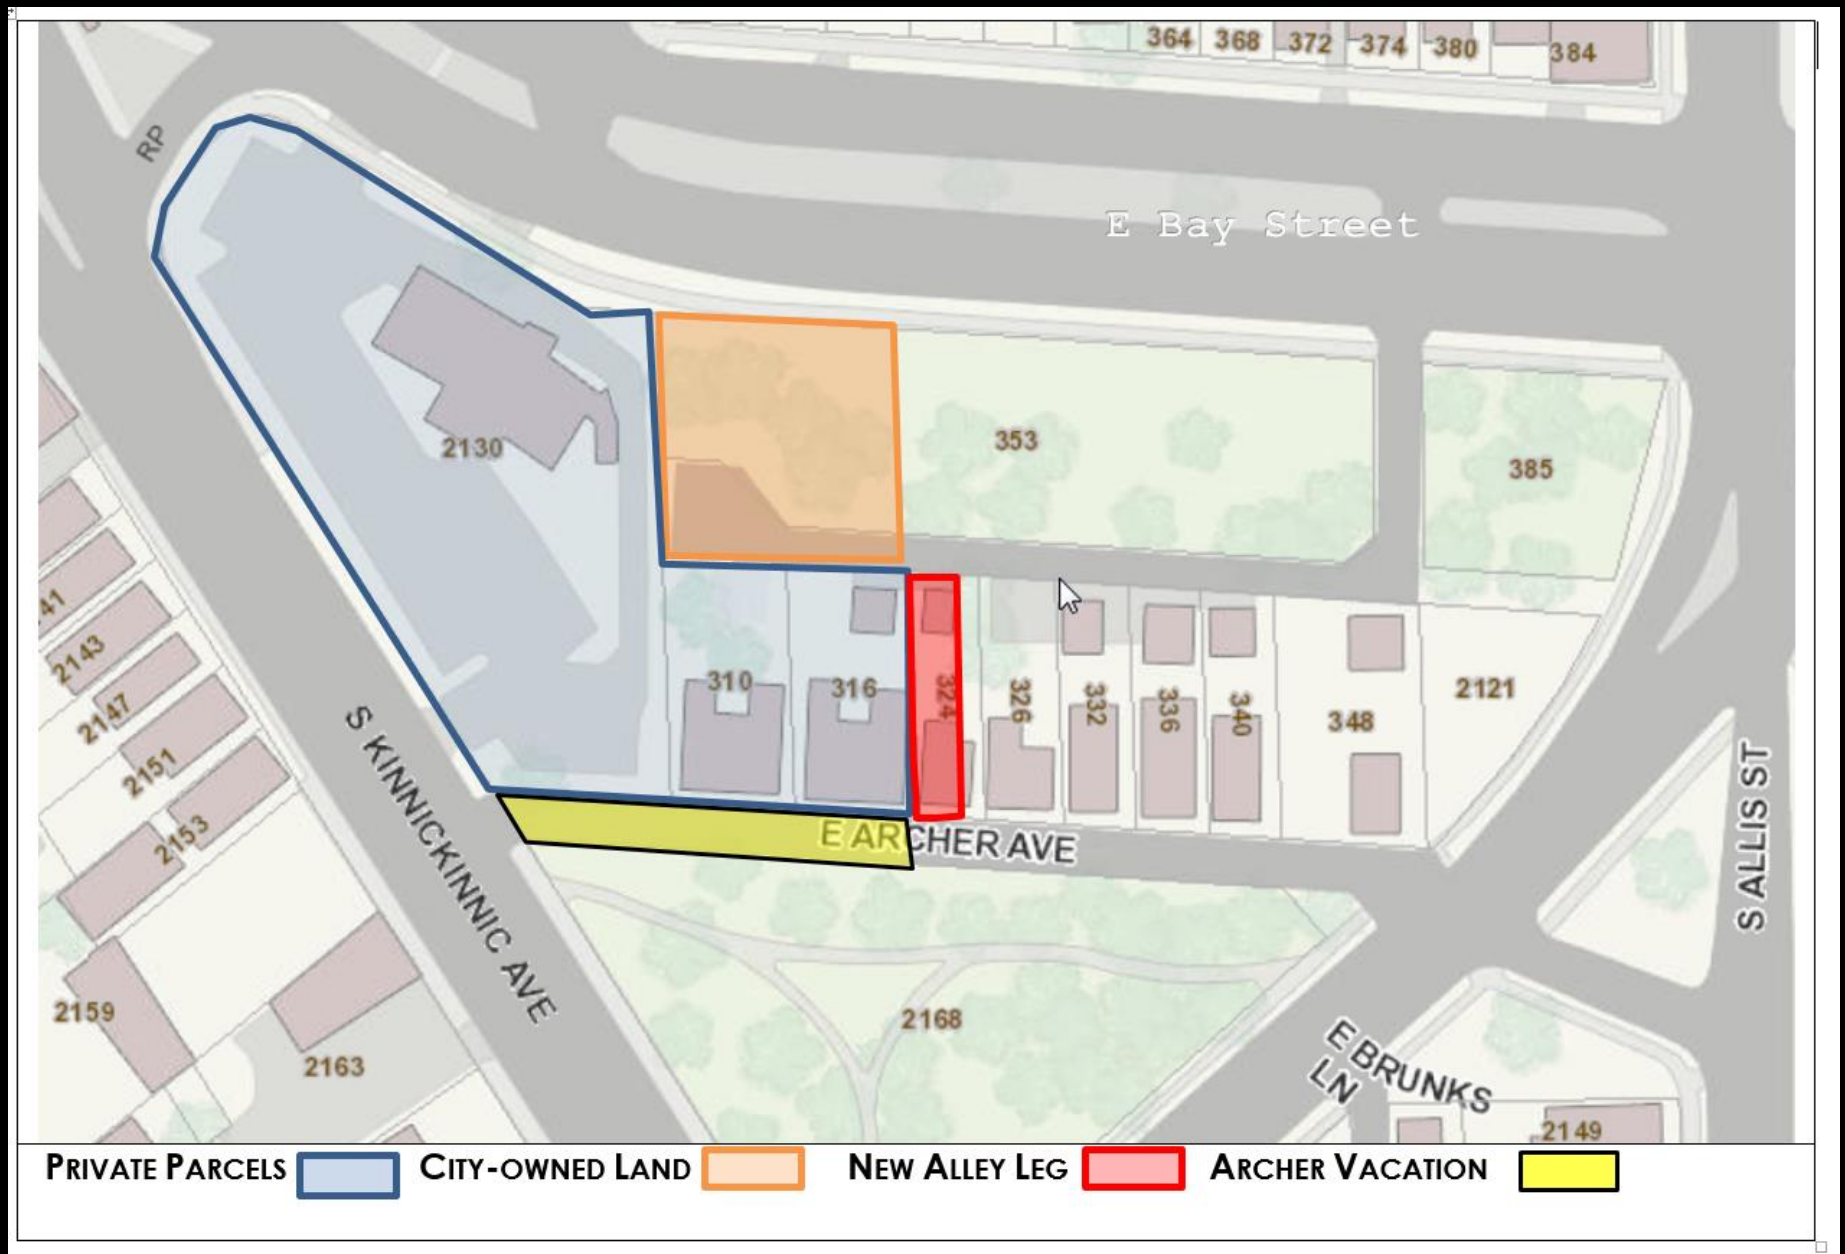 364 368 372 374 380 384
RP
E Bay Street
2130
353
385
41
2143
2147
2151
2153
2159
2163
310
316
324
326
332
336
340
348
2121
S KINNICKINNIC AVE
E ARCHER AVE
S ALLIS ST
2168
E BRUNKS
LN
2149
PRIVATE PARCELS CITY-OWNED LAND NEW ALLEY LEG ARCHER VACATION